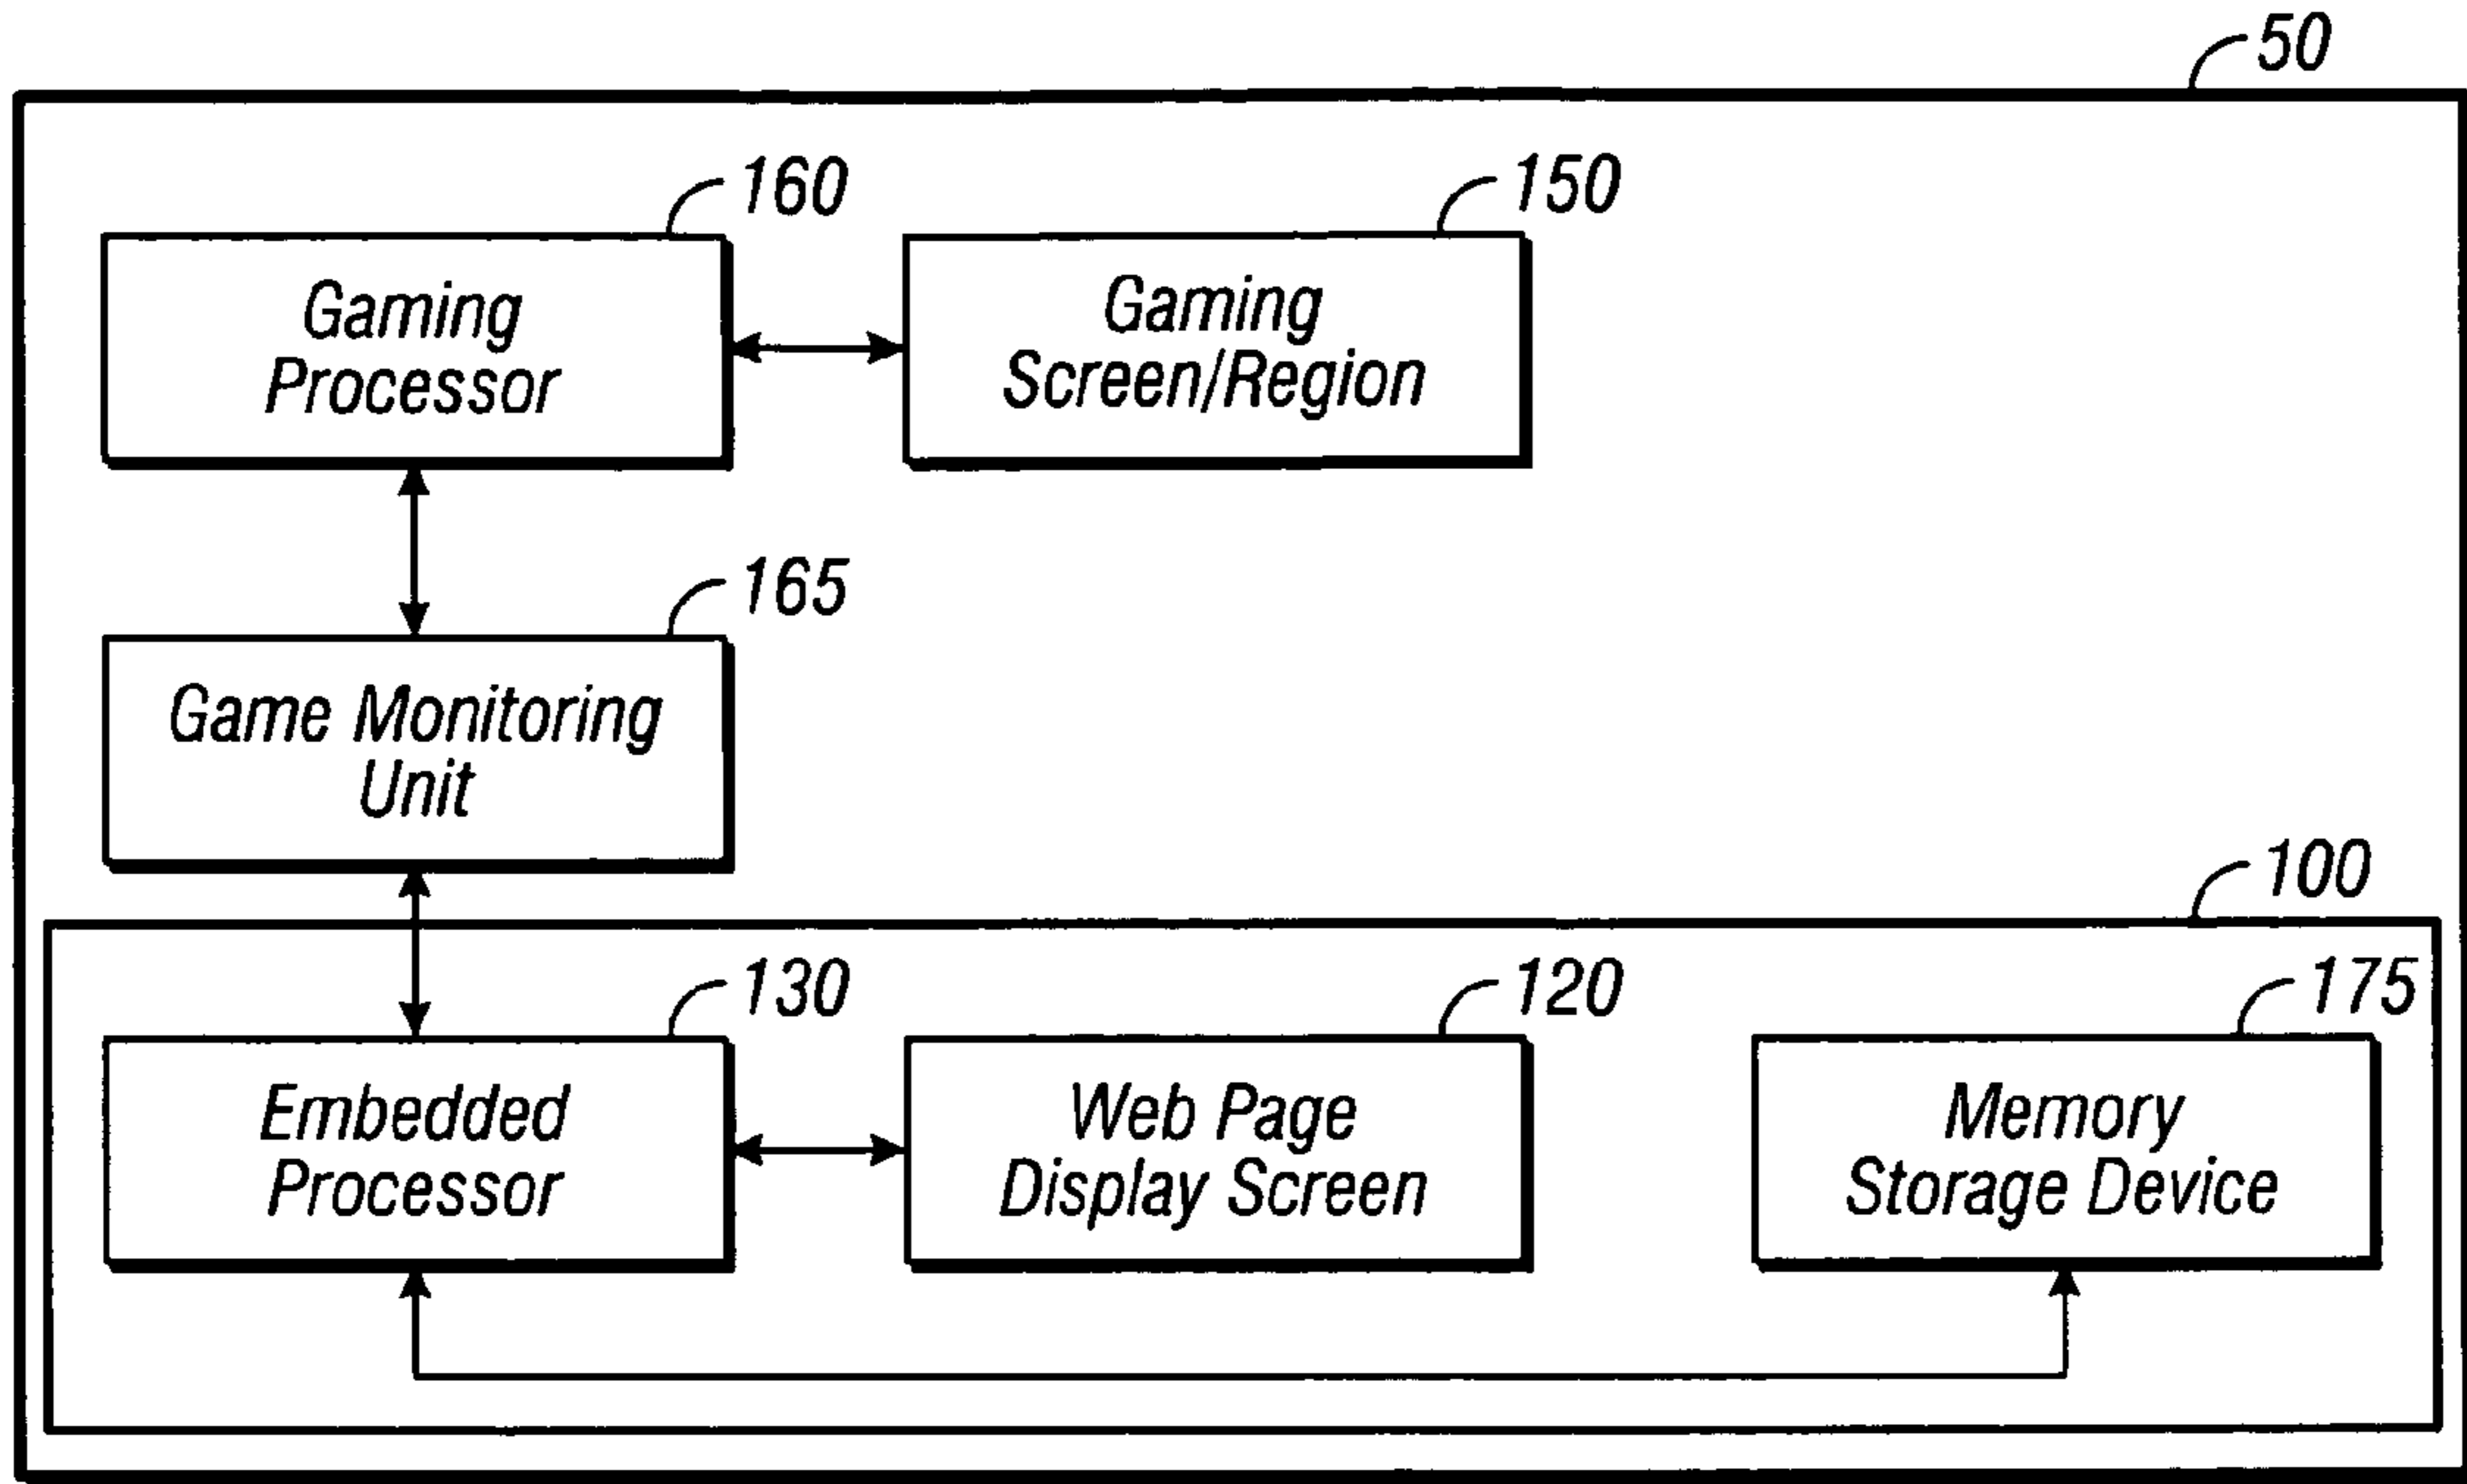 50
160
150
Gaming
Processor
Gaming
Screen/Region
165
Game Monitoring
Unit
100
130
120
175
Embedded
Processor
Web Page
Display Screen
Memory
Storage Device